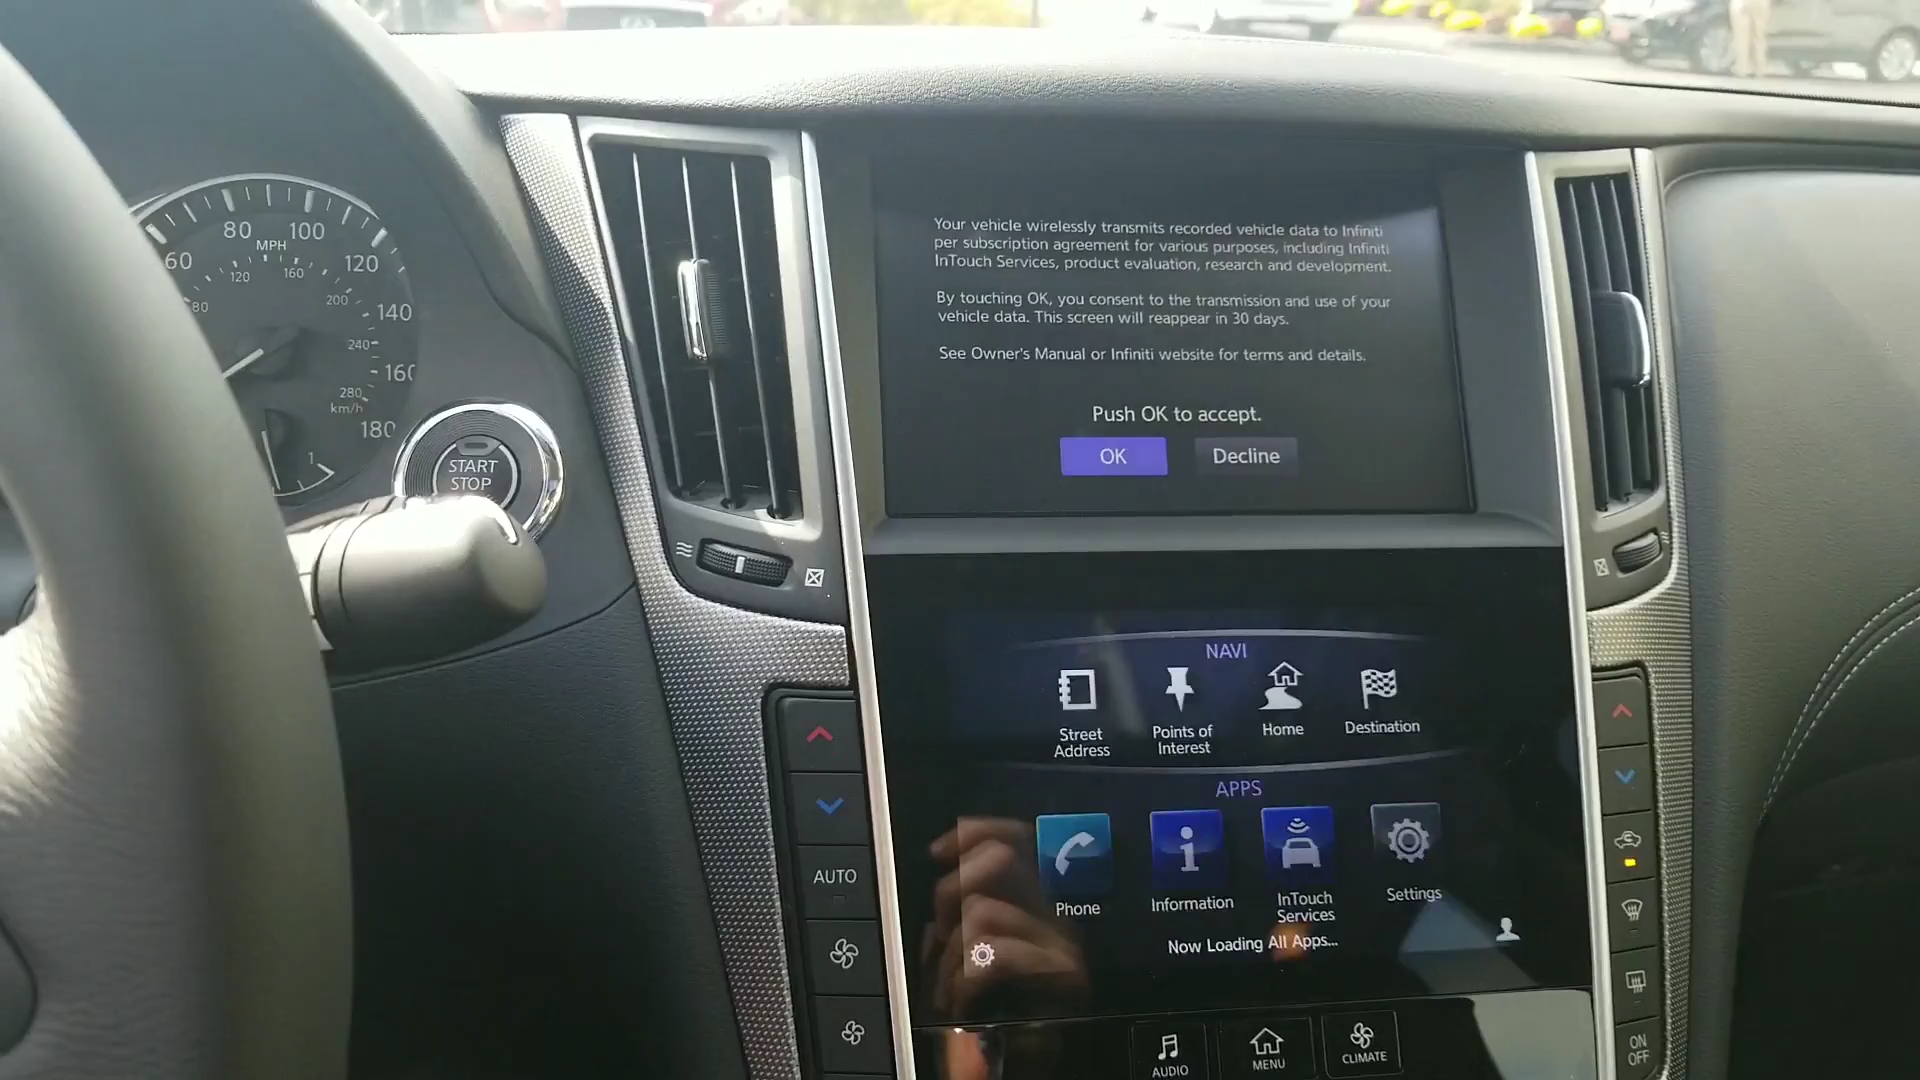 80
100
MPH
60
120
120
160
80
200
140
240
160
280
km/h
180
1
START
STOP
Your vehicle wirelessly transmits recorded vehicle data to Infiniti
per subscription agreement for various purposes, including Infiniti
InTouch Services, product evaluation, research and development.
By touching OK, you consent to the transmission and use of your
vehicle data. This screen will reappear in 30 days.
See Owner's Manual or Infiniti website for terms and details.
Push OK to accept.
OK
Decline
NAVI
Street
Address
Points of
Interest
Home
Destination
APPS
Phone
Information
InTouch
Services
Settings
Now Loading All Apps...
AUTO
AUDIO
MENU
CLIMATE
ON
OFF